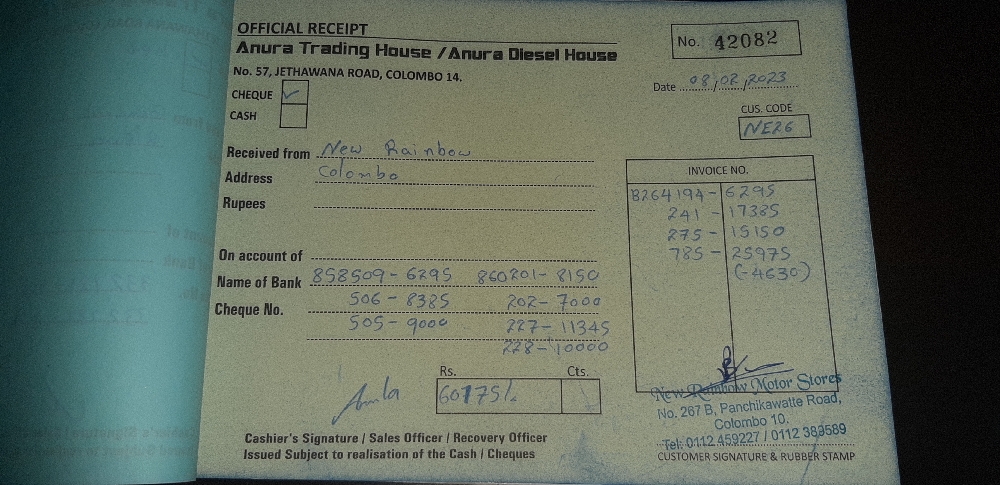 OFFICIAL RECEIPT
Anura Trading House / Anura Diesel House
No. 57, JETHAWANA ROAD, COLOMBO 14.
No. 42082
Date 08/02/2023
CHEQUE ✓
CASH
CUS. CODE
NE26
Received from New Rainbow
Address Colombo
Rupees
On account of
Name of Bank 858509 - 6295 860201 - 8150
506 - 8385 202 - 7000
Cheque No.
505 - 9000 227 - 11345
228 - 10000
INVOICE NO.
B264194 - 6295
241 - 17385
275 - 15150
785 - 25975
(-4630)
Rs. Cts.
60175/.
New Rainbow Motor Stores
No. 267 B, Panchikawatte Road,
Colombo 10.
Tel: 0112 459227 / 0112 383589
Cashier's Signature / Sales Officer / Recovery Officer
Issued Subject to realisation of the Cash / Cheques
CUSTOMER SIGNATURE & RUBBER STAMP